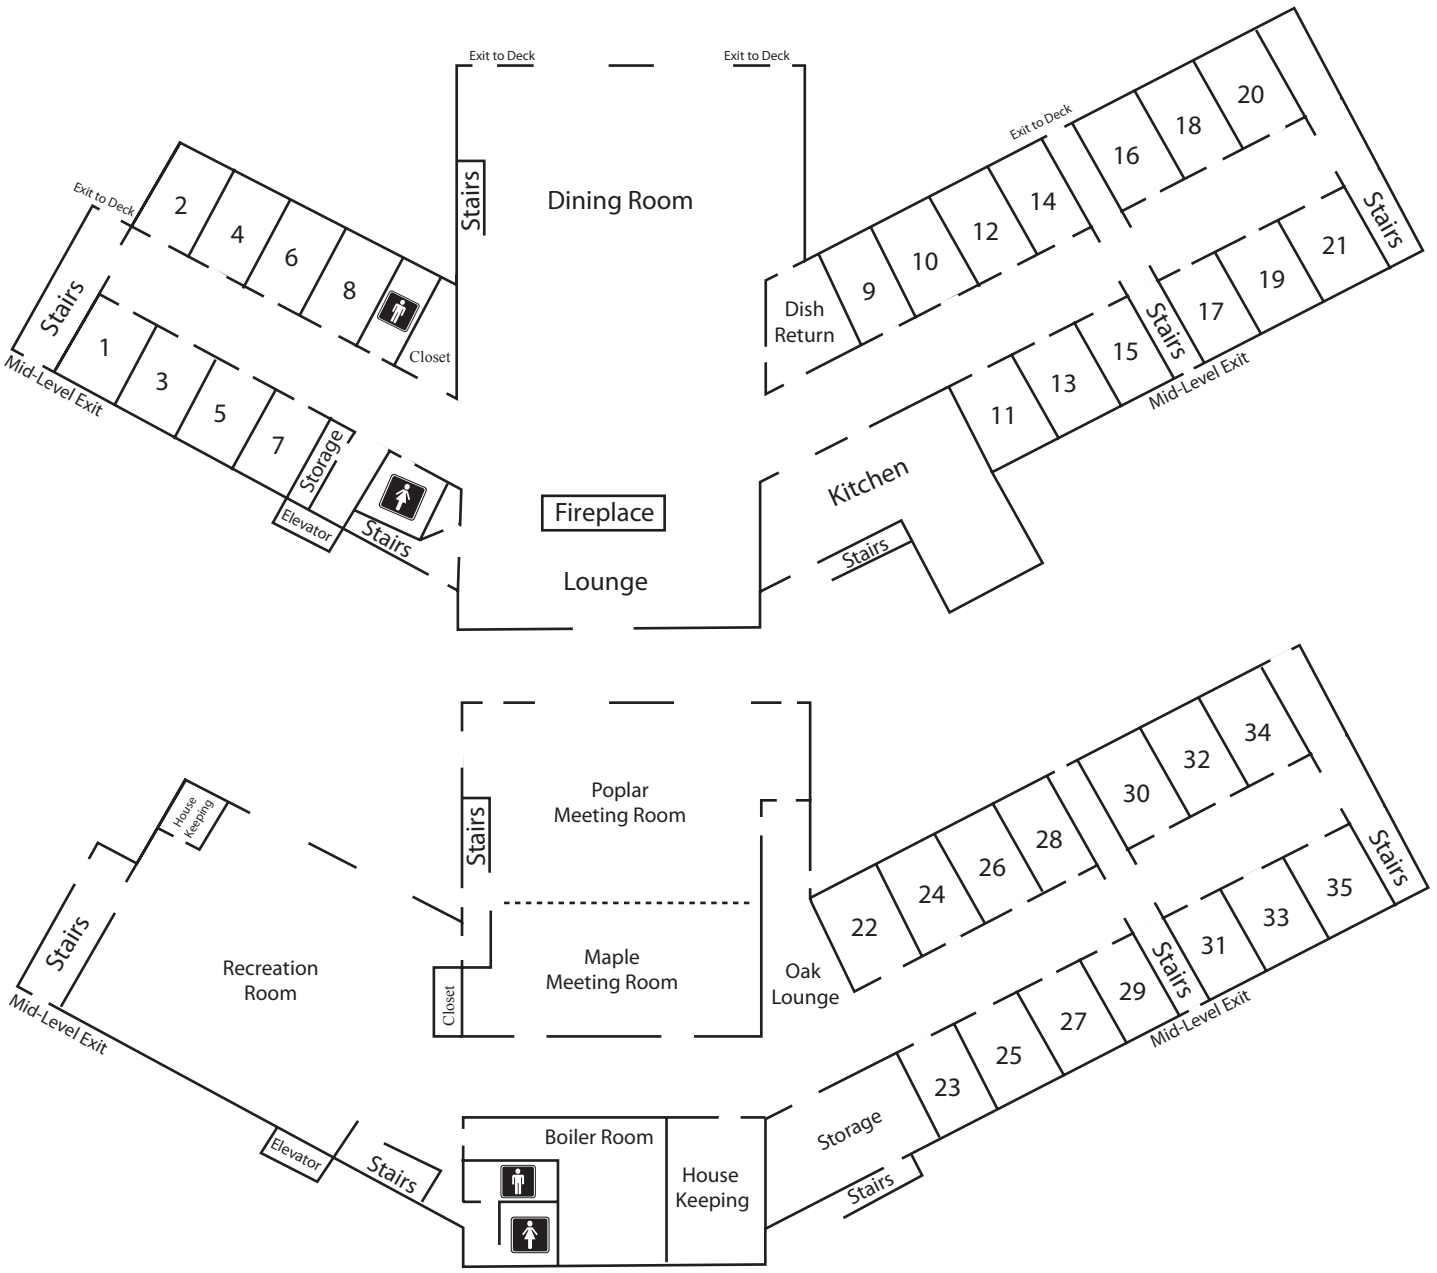 Exit to Deck
Exit to Deck
Exit to Deck
Exit to Deck
Dining Room
Stairs
2
4
6
8
Closet
Stairs
Mid-Level Exit
1
3
5
7
Storage
Elevator
Stairs
Fireplace
Lounge
Dish
Return
9
10
12
14
16
18
20
Stairs
Kitchen
Stairs
11
13
15
Stairs
Mid-Level Exit
17
19
21
Poplar
Meeting Room
Stairs
Maple
Meeting Room
Closet
House
Keeping
Stairs
Mid-Level Exit
Recreation
Room
Elevator
Stairs
Oak
Lounge
22
24
26
28
30
32
34
Stairs
23
25
27
29
Stairs
Mid-Level Exit
31
33
35
Storage
Stairs
Boiler Room
House
Keeping